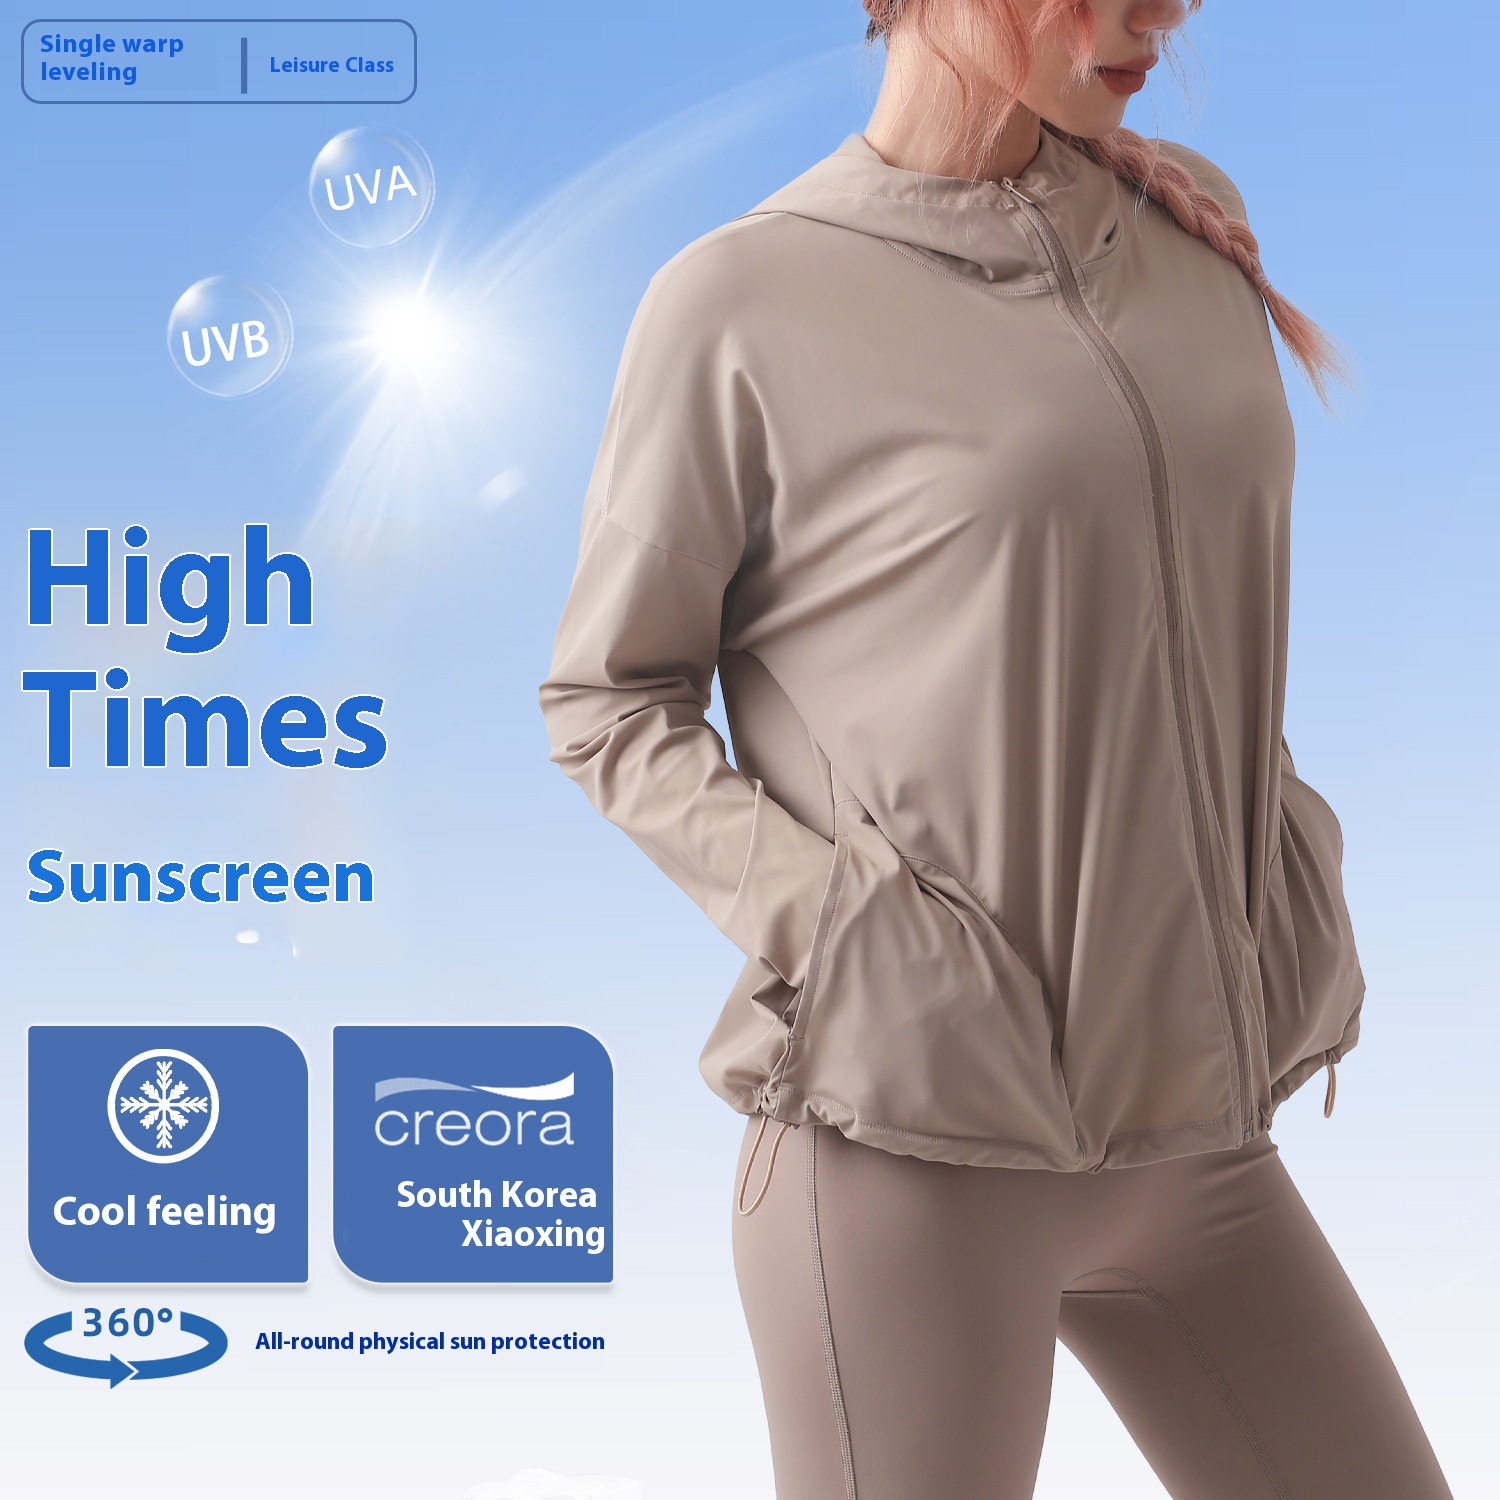 Single warp
leveling
Leisure Class
UVA
UVB
High
Times
Sunscreen
Cool feeling
creora
South Korea
Xiaoxing
360°
All-round physical sun protection